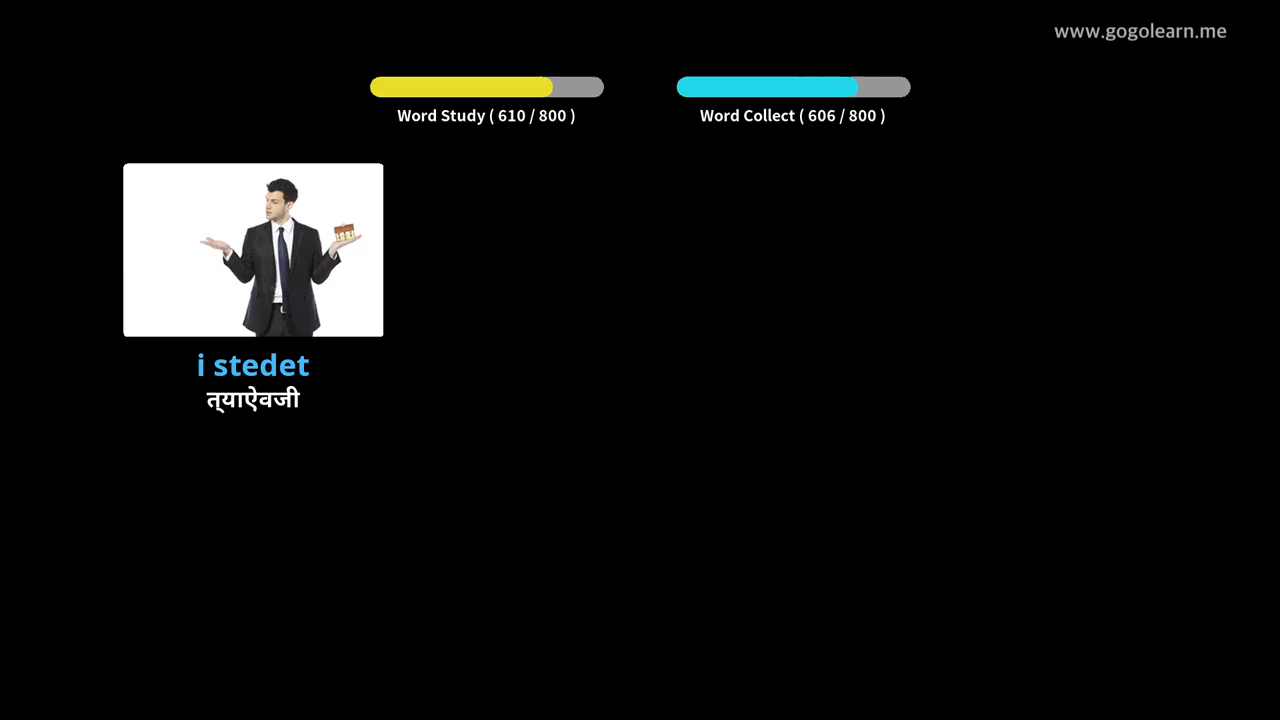 www.gogolearn.me
Word Study ( 610 / 800 )
Word Collect ( 606 / 800 )
i stedet
त्याऐवजी